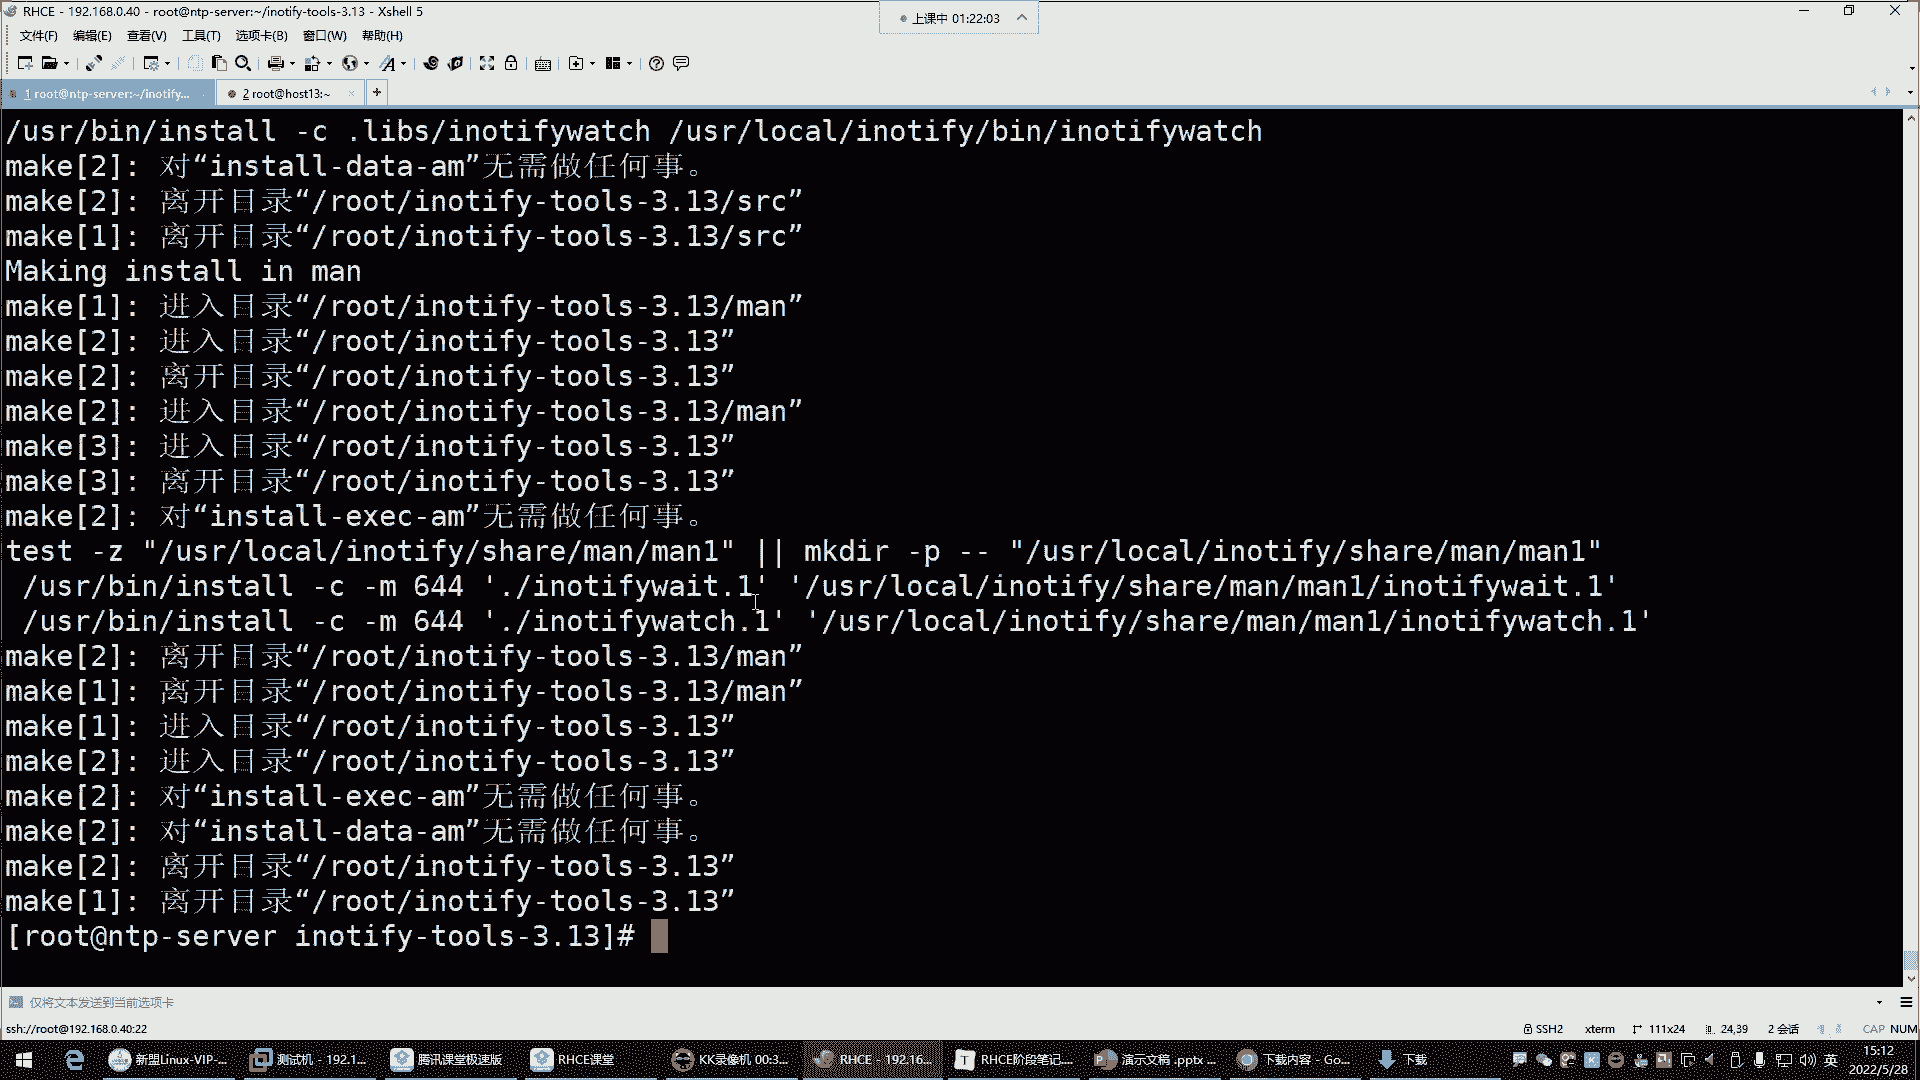 RHCE - 192.168.0.40 - root@ntp-server:~/inotify-tools-3.13 - Xshell 5
上课中 01:22:03
文件(F) 编辑(E) 查看(V) 工具(T) 选项卡(B) 窗口(W) 帮助(H)
1 root@ntp-server:~/inotify... 2 root@host13:~ +
/usr/bin/install -c .libs/inotifywatch /usr/local/inotify/bin/inotifywatch
make[2]: 对“install-data-am”无需做任何事。
make[2]: 离开目录“/root/inotify-tools-3.13/src”
make[1]: 离开目录“/root/inotify-tools-3.13/src”
Making install in man
make[1]: 进入目录“/root/inotify-tools-3.13/man”
make[2]: 进入目录“/root/inotify-tools-3.13”
make[2]: 离开目录“/root/inotify-tools-3.13”
make[2]: 进入目录“/root/inotify-tools-3.13/man”
make[3]: 进入目录“/root/inotify-tools-3.13”
make[3]: 离开目录“/root/inotify-tools-3.13”
make[2]: 对“install-exec-am”无需做任何事。
test -z "/usr/local/inotify/share/man/man1" || mkdir -p -- "/usr/local/inotify/share/man/man1"
 /usr/bin/install -c -m 644 './inotifywait.1' '/usr/local/inotify/share/man/man1/inotifywait.1'
 /usr/bin/install -c -m 644 './inotifywatch.1' '/usr/local/inotify/share/man/man1/inotifywatch.1'
make[2]: 离开目录“/root/inotify-tools-3.13/man”
make[1]: 离开目录“/root/inotify-tools-3.13/man”
make[1]: 进入目录“/root/inotify-tools-3.13”
make[2]: 进入目录“/root/inotify-tools-3.13”
make[2]: 对“install-exec-am”无需做任何事。
make[2]: 对“install-data-am”无需做任何事。
make[2]: 离开目录“/root/inotify-tools-3.13”
make[1]: 离开目录“/root/inotify-tools-3.13”
[root@ntp-server inotify-tools-3.13]#
仅将文本发送到当前选项卡
ssh://root@192.168.0.40:22 SSH2 xterm 111x24 24,39 2 会话 CAP NUM
新盟Linux-VIP-... 测试机 - 192.1... 腾讯课堂极速版 RHCE课堂 KK录像机 00:3... RHCE - 192.16... RHCE阶段笔记.... 演示文稿 .pptx ... 下载内容 - Go... 下载 英 15:12
2022/5/28